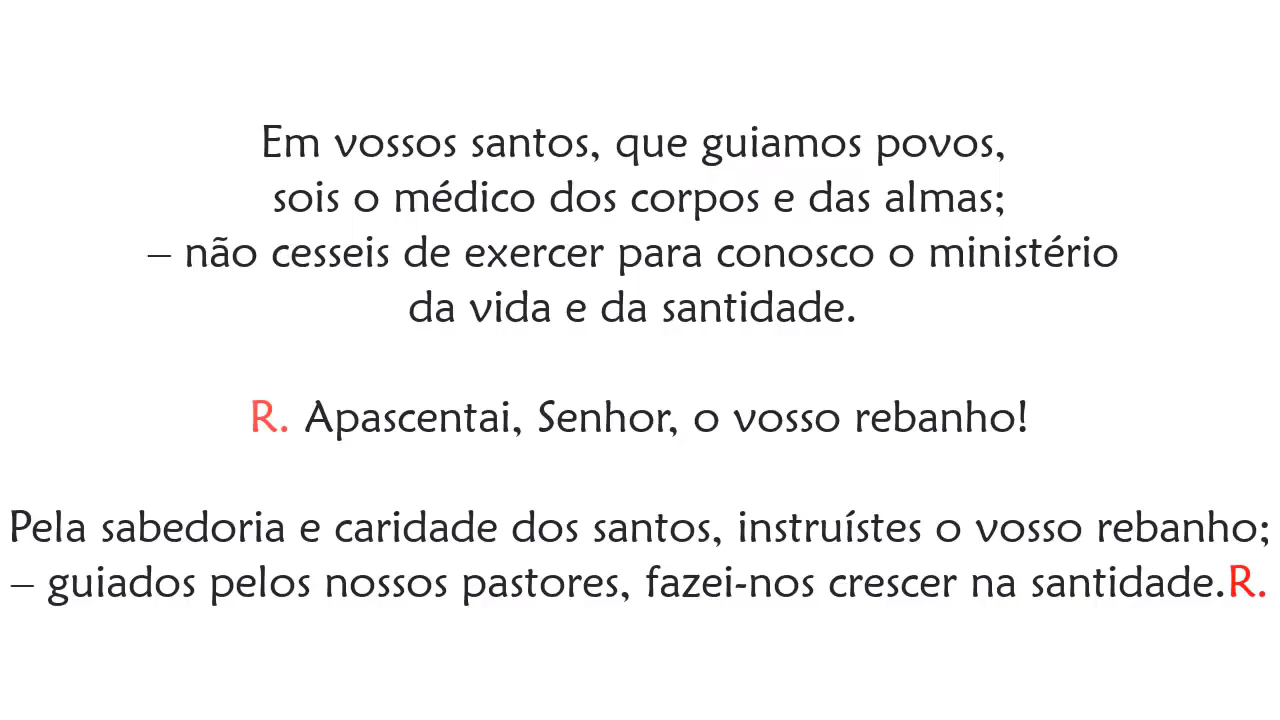 Em vossos santos, que guiamos povos,
sois o médico dos corpos e das almas;
– não cesseis de exercer para conosco o ministério
da vida e da santidade.
R. Apascentai, Senhor, o vosso rebanho!
Pela sabedoria e caridade dos santos, instruístes o vosso rebanho;
– guiados pelos nossos pastores, fazei-nos crescer na santidade.R.